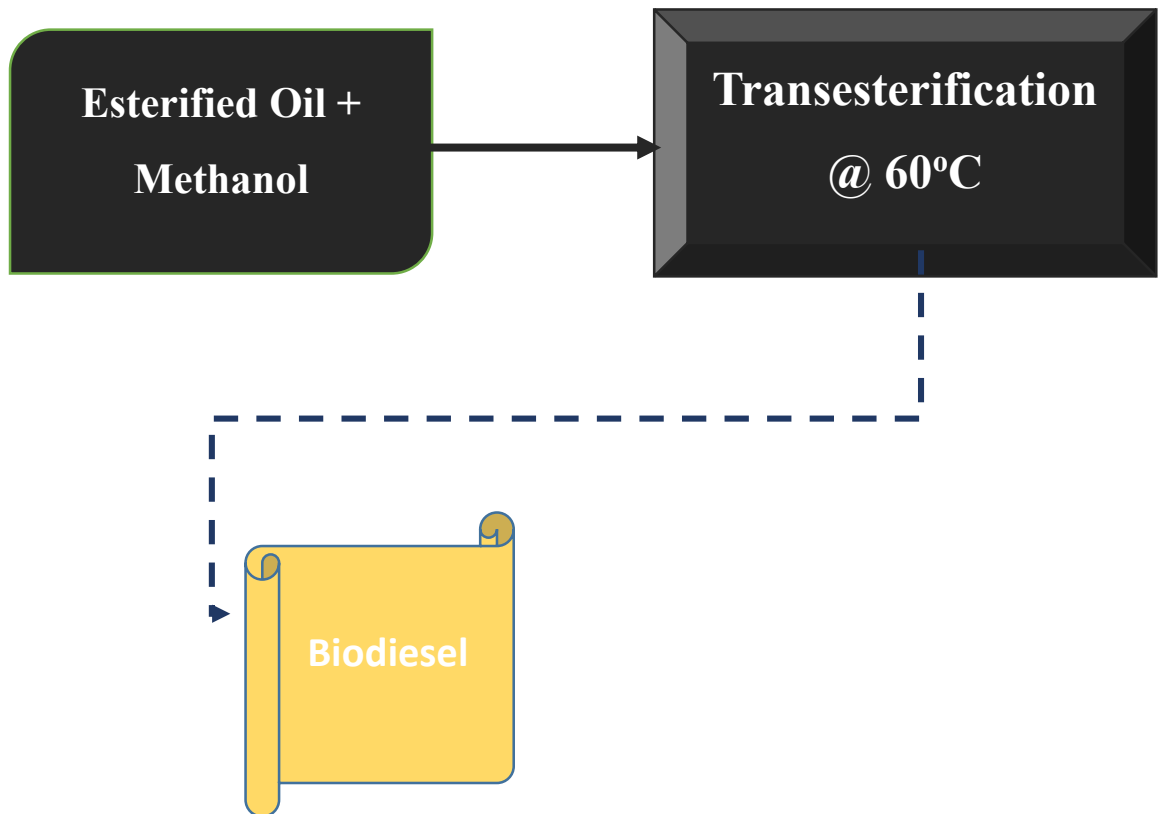 Esterified Oil +
Methanol
Transesterification
@ 60ºC
Biodiesel